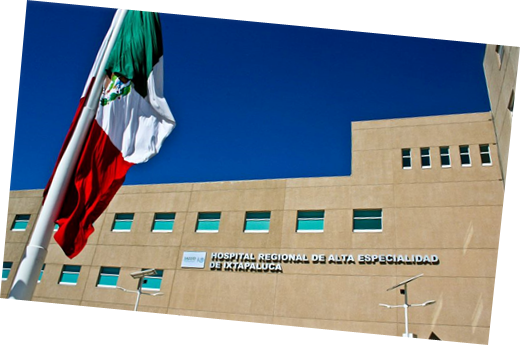 HOSPITAL REGIONAL DE ALTA ESPECIALIDAD
DE IXTAPALUCA